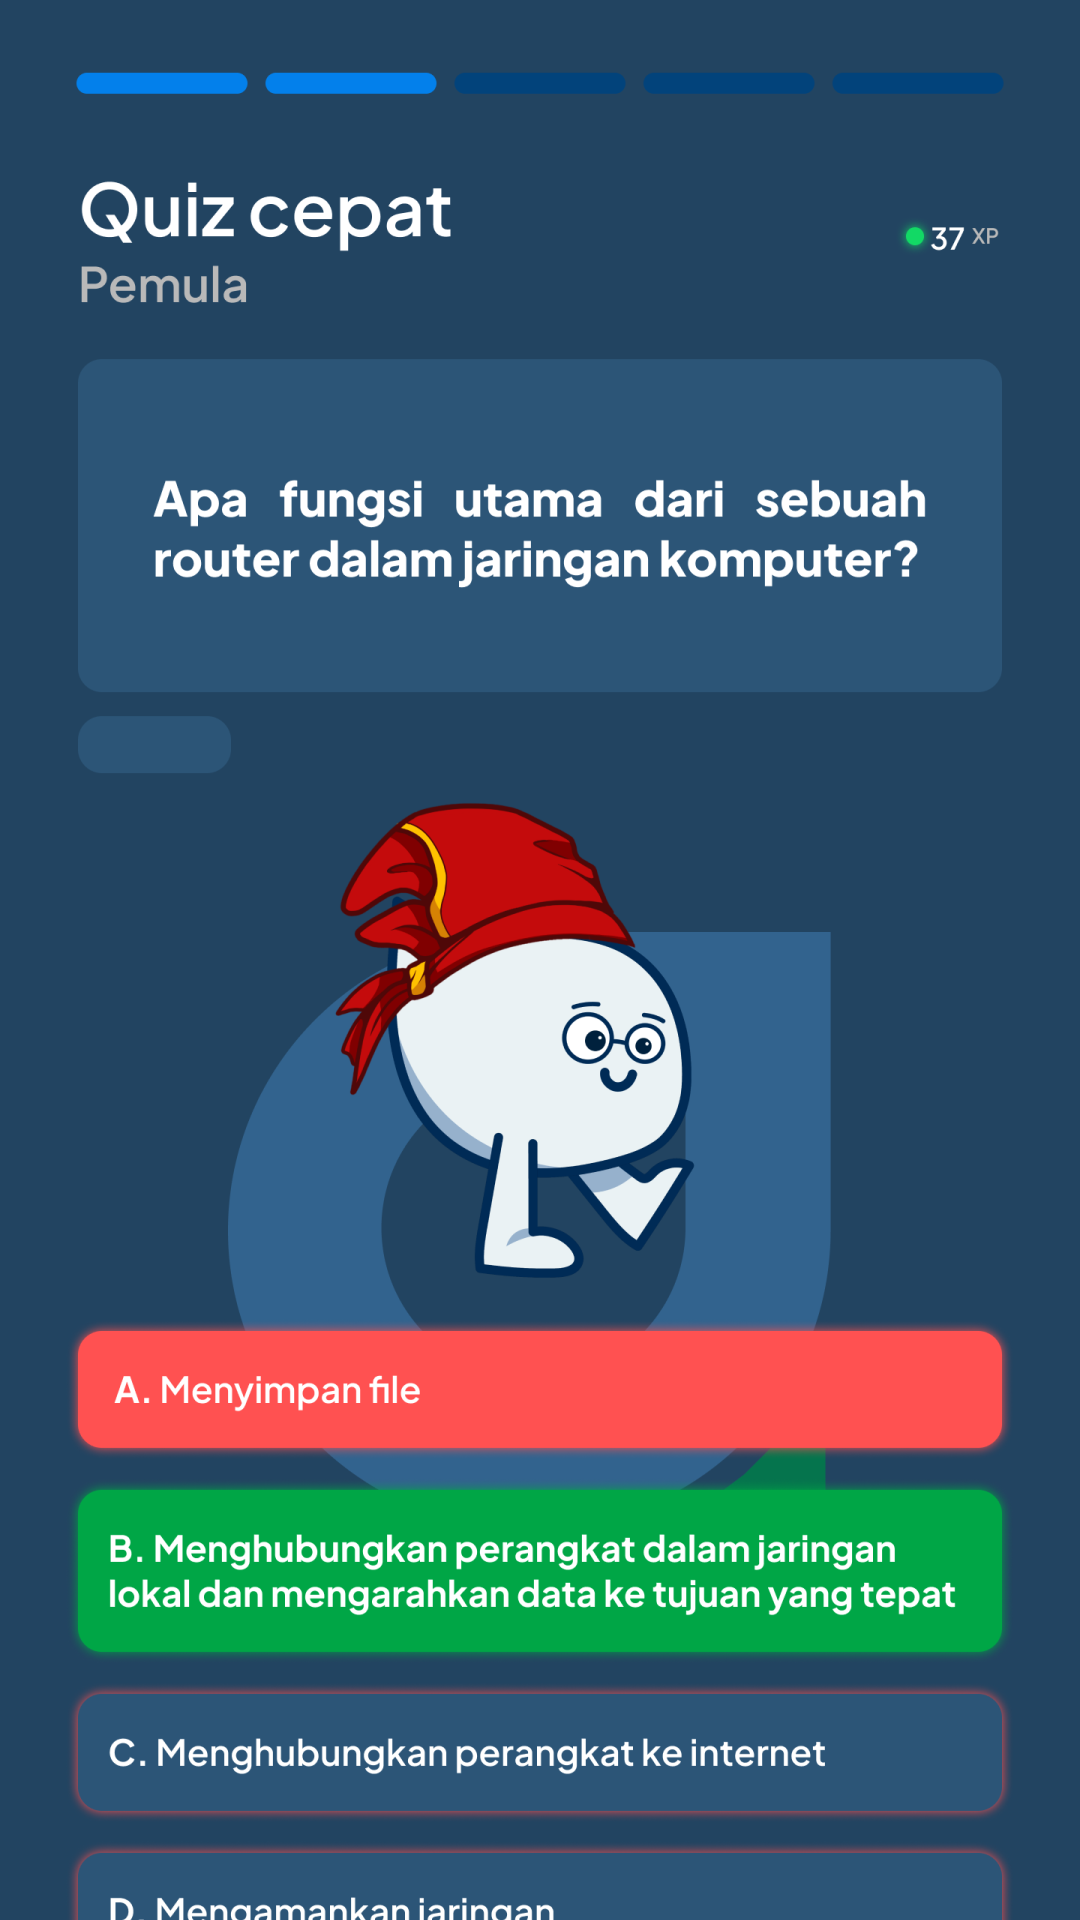 Quiz cepat
Pemula
37 XP
Apa fungsi utama dari sebuah
router dalam jaringan komputer?
A. Menyimpan file
B. Menghubungkan perangkat dalam jaringan
lokal dan mengarahkan data ke tujuan yang tepat
C. Menghubungkan perangkat ke internet
D. Mengamankan jaringan